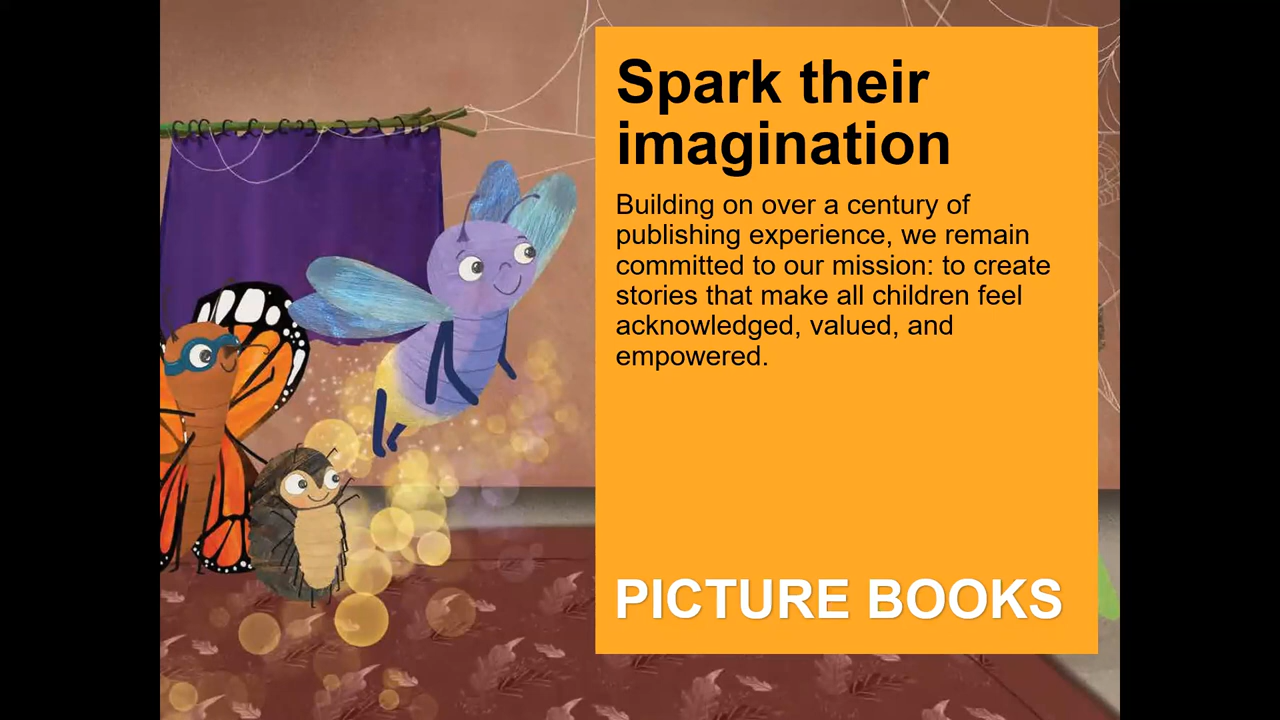 Spark their
imagination
Building on over a century of
publishing experience, we remain
committed to our mission: to create
stories that make all children feel
acknowledged, valued, and
empowered.
PICTURE BOOKS